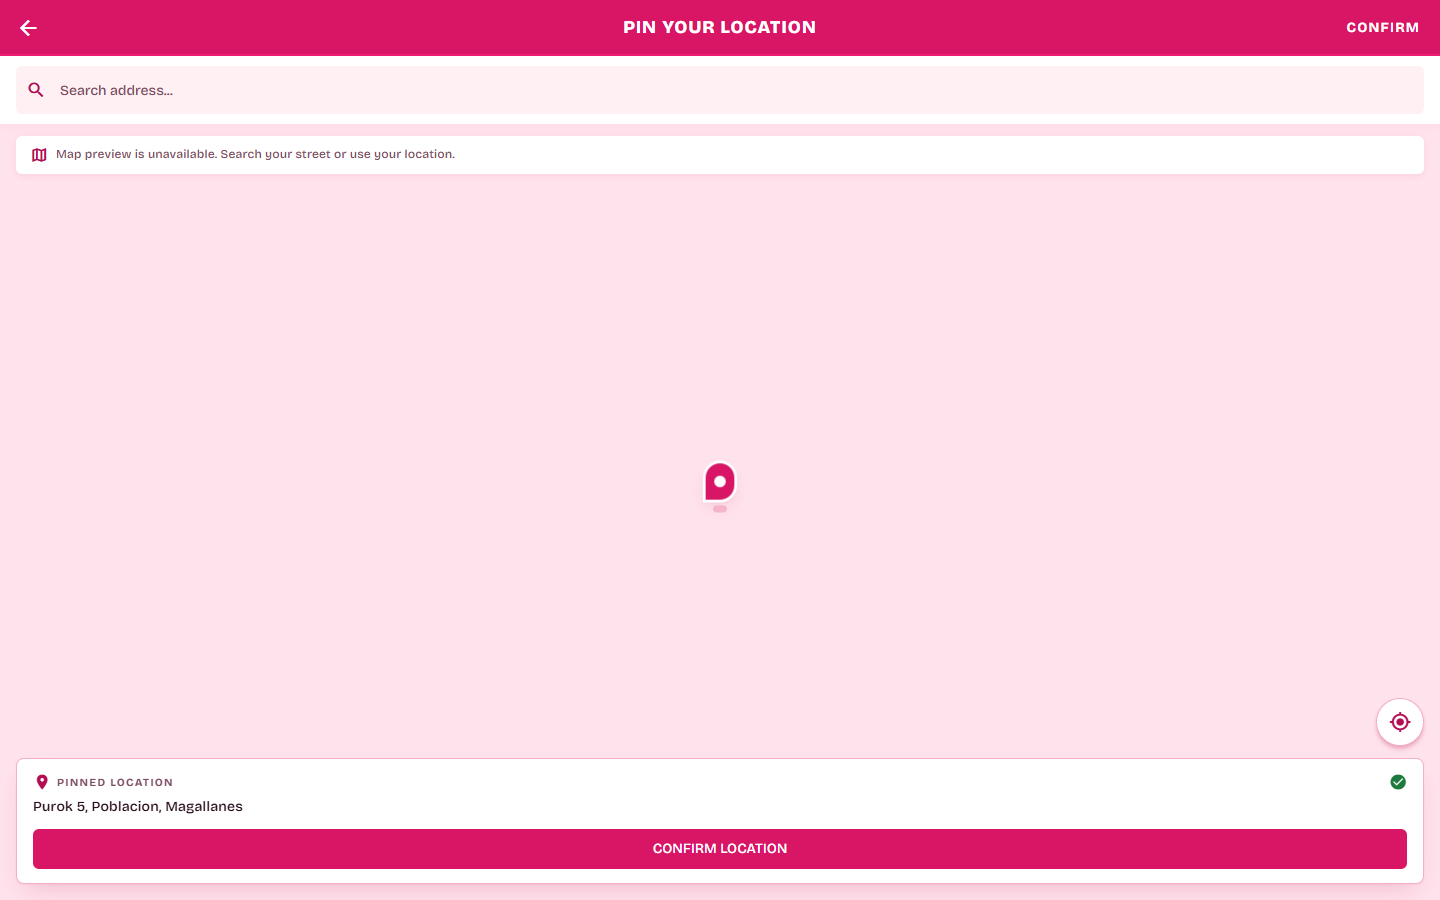 PIN YOUR LOCATION
CONFIRM
Search address...
Map preview is unavailable. Search your street or use your location.
PINNED LOCATION
Purok 5, Poblacion, Magallanes
CONFIRM LOCATION